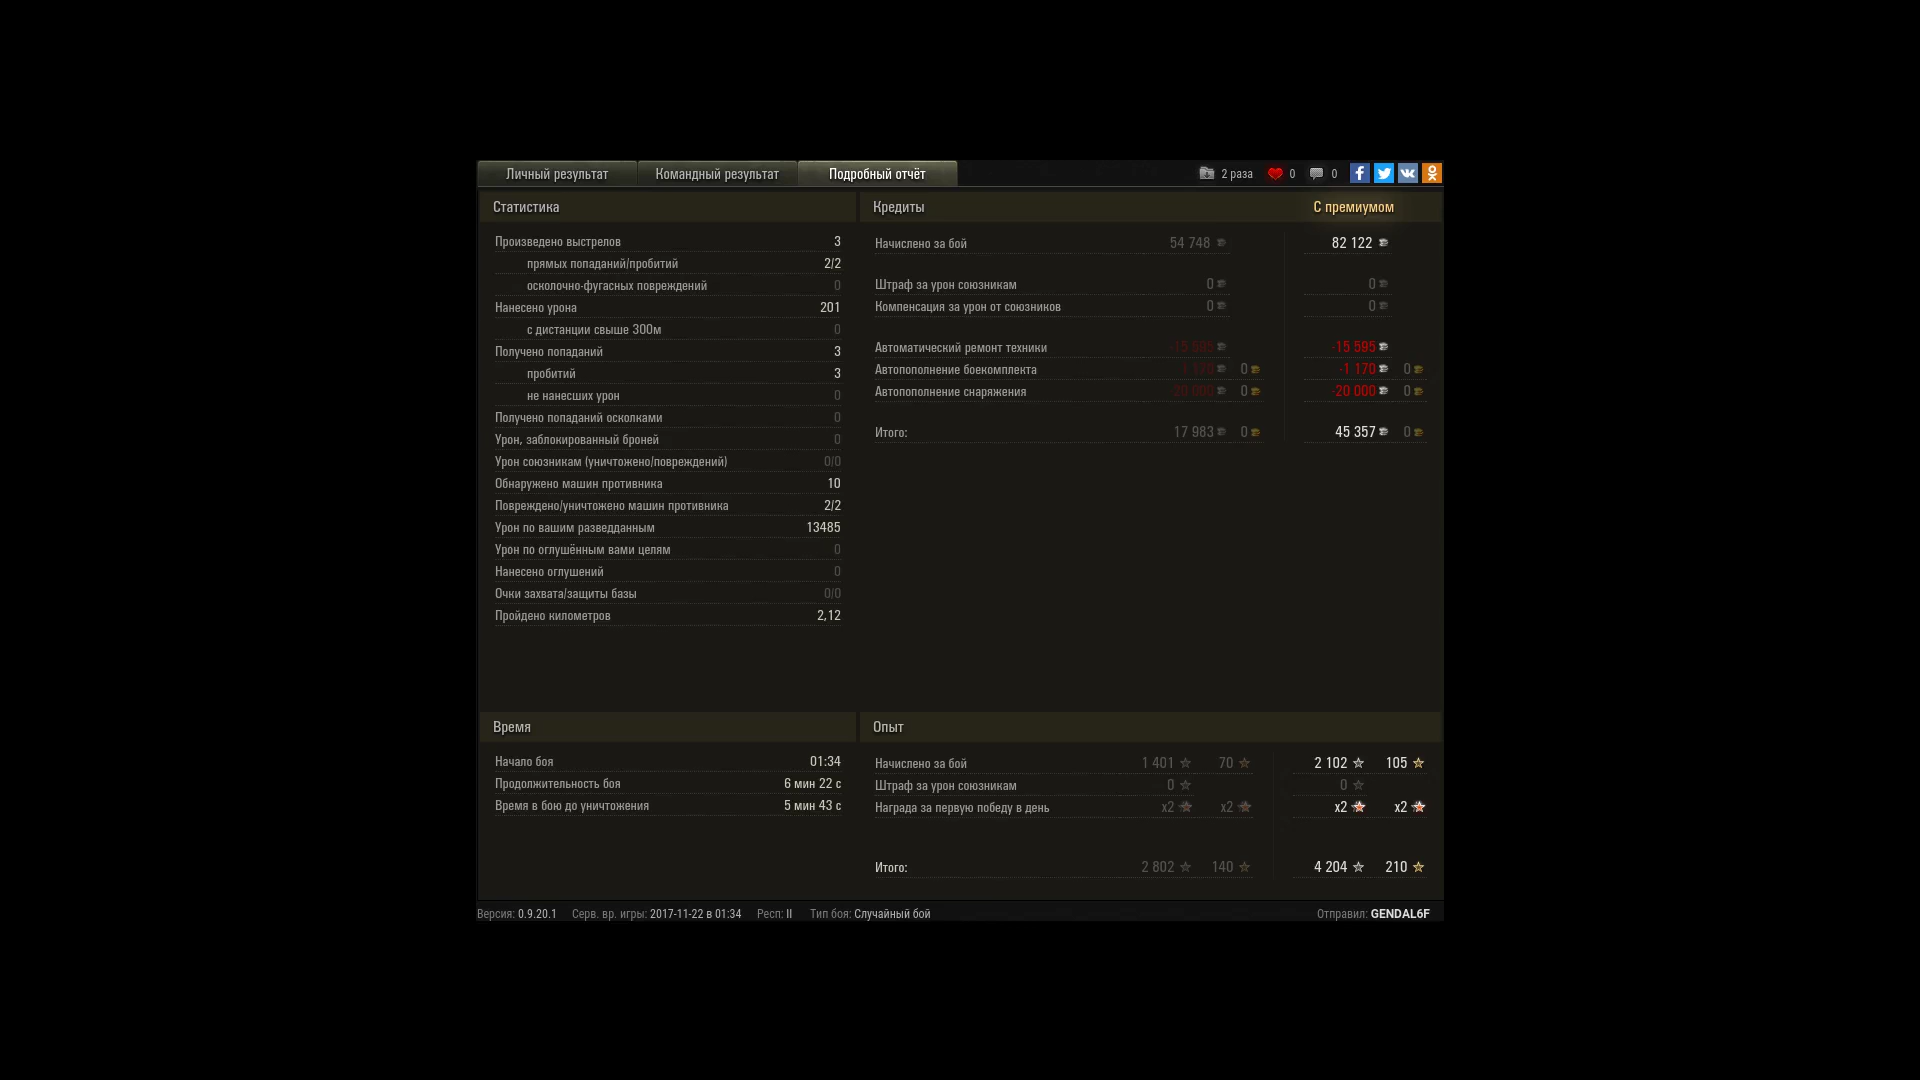 Личный результат Командный результат Подробный отчёт 2 раза 0 0
Статистика
Произведено выстрелов 3
прямых попаданий/пробитий 2/2
осколочно-фугасных повреждений 0
Нанесено урона 201
с дистанции свыше 300м 0
Получено попаданий 3
пробитий 3
не нанесших урон 0
Получено попаданий осколками 0
Урон, заблокированный броней 0
Урон союзникам (уничтожено/повреждений) 0/0
Обнаружено машин противника 10
Повреждено/уничтожено машин противника 2/2
Урон по вашим разведданным 13485
Урон по оглушённым вами целям 0
Нанесено оглушений 0
Очки захвата/защиты базы 0/0
Пройдено километров 2,12
Кредиты С премиумом
Начислено за бой 54 748 82 122
Штраф за урон союзникам 0 0
Компенсация за урон от союзников 0 0
Автоматический ремонт техники -15 595 -15 595
Автопополнение боекомплекта -1 170 0 -1 170 0
Автопополнение снаряжения -20 000 0 -20 000 0
Итого: 17 983 0 45 357 0
Время
Начало боя 01:34
Продолжительность боя 6 мин 22 с
Время в бою до уничтожения 5 мин 43 с
Опыт
Начислено за бой 1 401 70 2 102 105
Штраф за урон союзникам 0 0
Награда за первую победу в день x2 x2 x2 x2
Итого: 2 802 140 4 204 210
Версия: 0.9.20.1 Серв. вр. игры: 2017-11-22 в 01:34 Респ: II Тип боя: Случайный бой Отправил: GENDAL6F